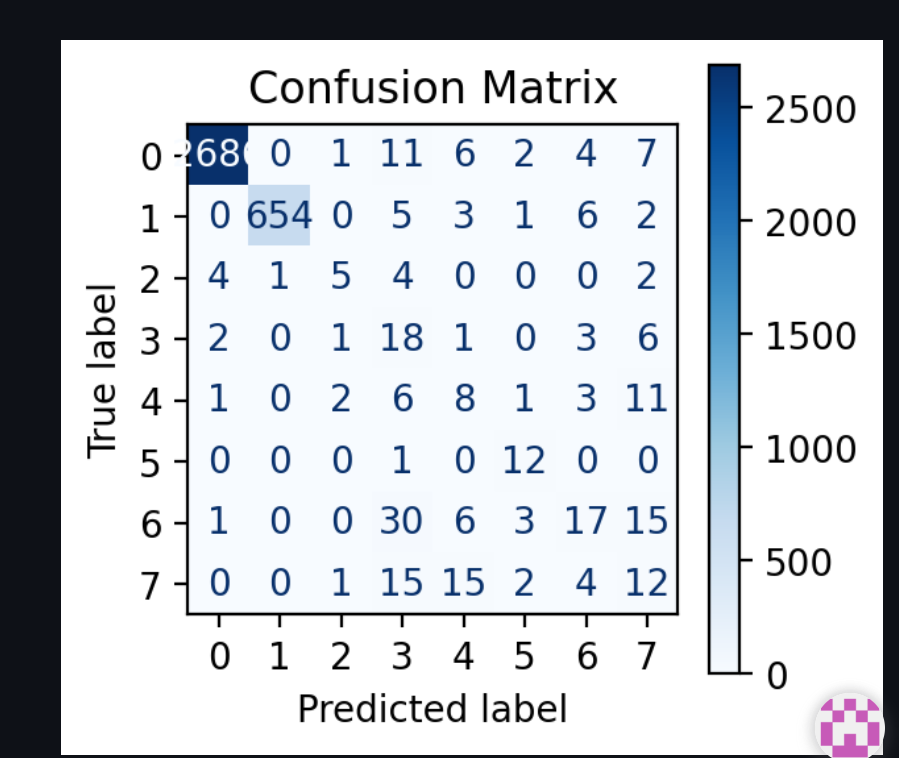 Confusion Matrix
0 0 1 11 6 2 4 7
1 0 654 0 5 3 1 6 2
2 4 1 5 4 0 0 0 2
3 2 0 1 18 1 0 3 6
4 1 0 2 6 8 1 3 11
5 0 0 0 1 0 12 0 0
6 1 0 0 30 6 3 17 15
7 0 0 1 15 15 2 4 12
0 1 2 3 4 5 6 7
True label
Predicted label
2500
2000
1500
1000
500
0